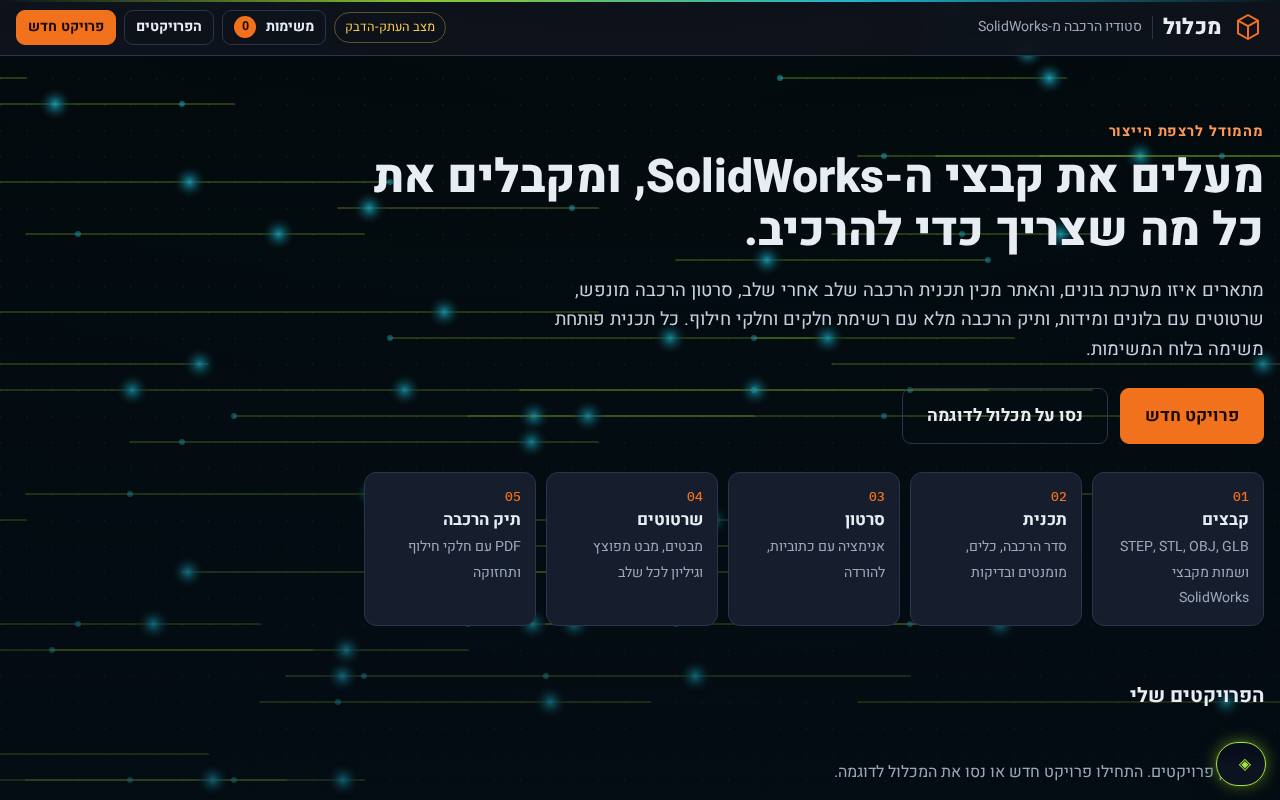 מכלול
סטודיו הרכבה מ-SolidWorks
מצב העתק-הדבק
משימות 0
הפרויקטים
פרויקט חדש
מהמודל לרצפת הייצור
מעלים את קבצי ה-SolidWorks, ומקבלים את
כל מה שצריך כדי להרכיב.
מתארים איזו מערכת בונים, והאתר מכין תכנית הרכבה שלב אחרי שלב, סרטון הרכבה מונפש,
שרטוטים עם בלונים ומידות, ותיק הרכבה מלא עם רשימת חלקים וחלקי חילוף. כל תכנית פותחת
משימה בלוח המשימות.
פרויקט חדש
נסו על מכלול לדוגמה
01
קבצים
STEP, STL, OBJ, GLB
ושמות מקבצי
SolidWorks
02
תכנית
סדר הרכבה, כלים,
מומנטים ובדיקות
03
סרטון
אנימציה עם כתוביות,
להורדה
04
שרטוטים
מבטים, מבט מפוצץ
וגיליון לכל שלב
05
תיק הרכבה
PDF עם חלקי חילוף
ותחזוקה
הפרויקטים שלי
פרויקטים. התחילו פרויקט חדש או נסו את המכלול לדוגמה.